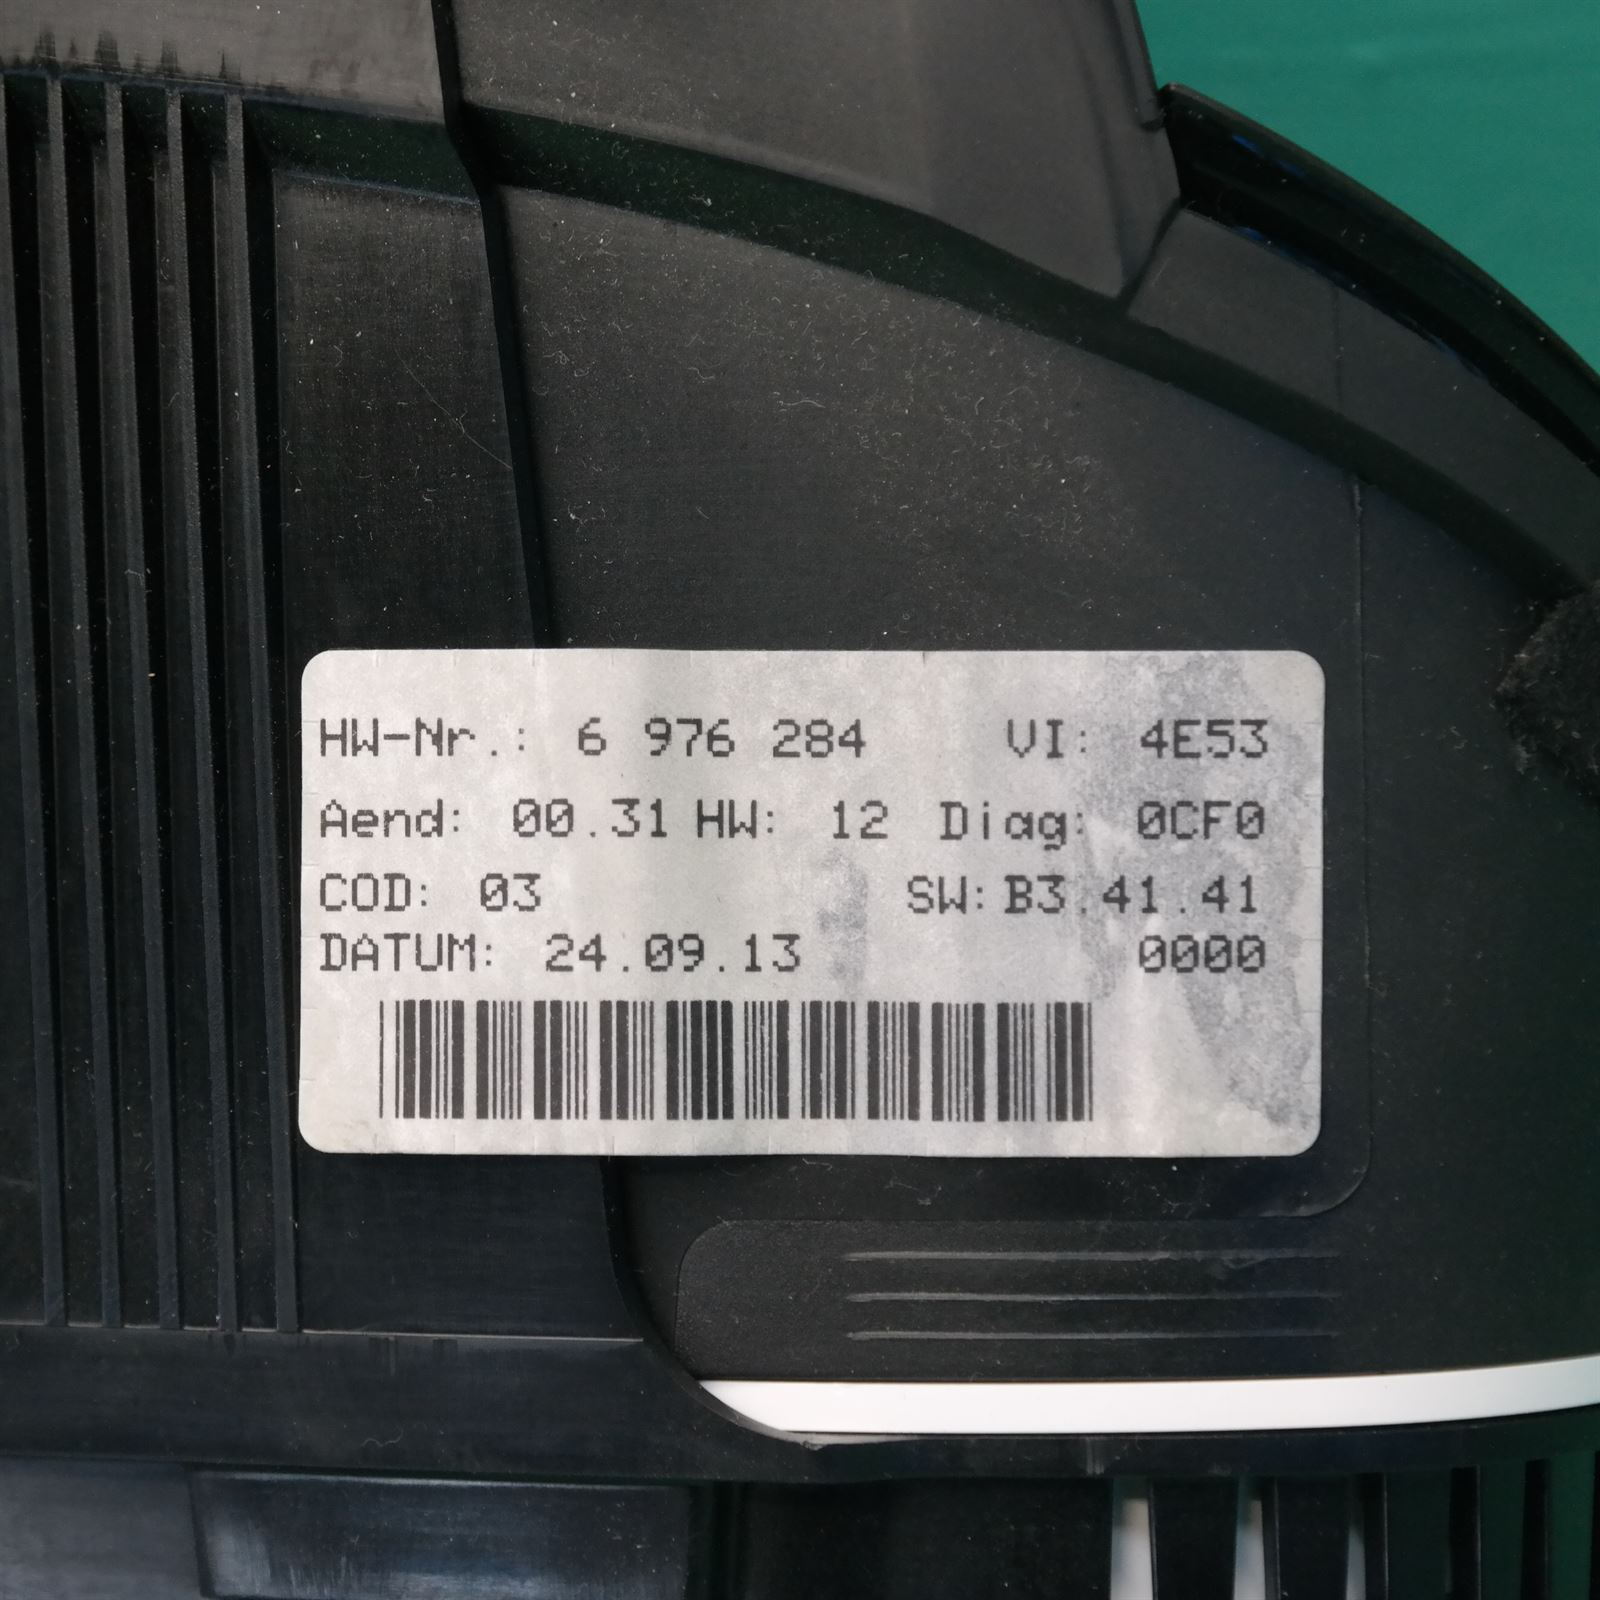 HW-Nr.: 6 976 284 VI: 4E53
Aend: 00.31 HW: 12 Diag: 0CF0
COD: 03 SW: B3.41.41
DATUM: 24.09.13 0000